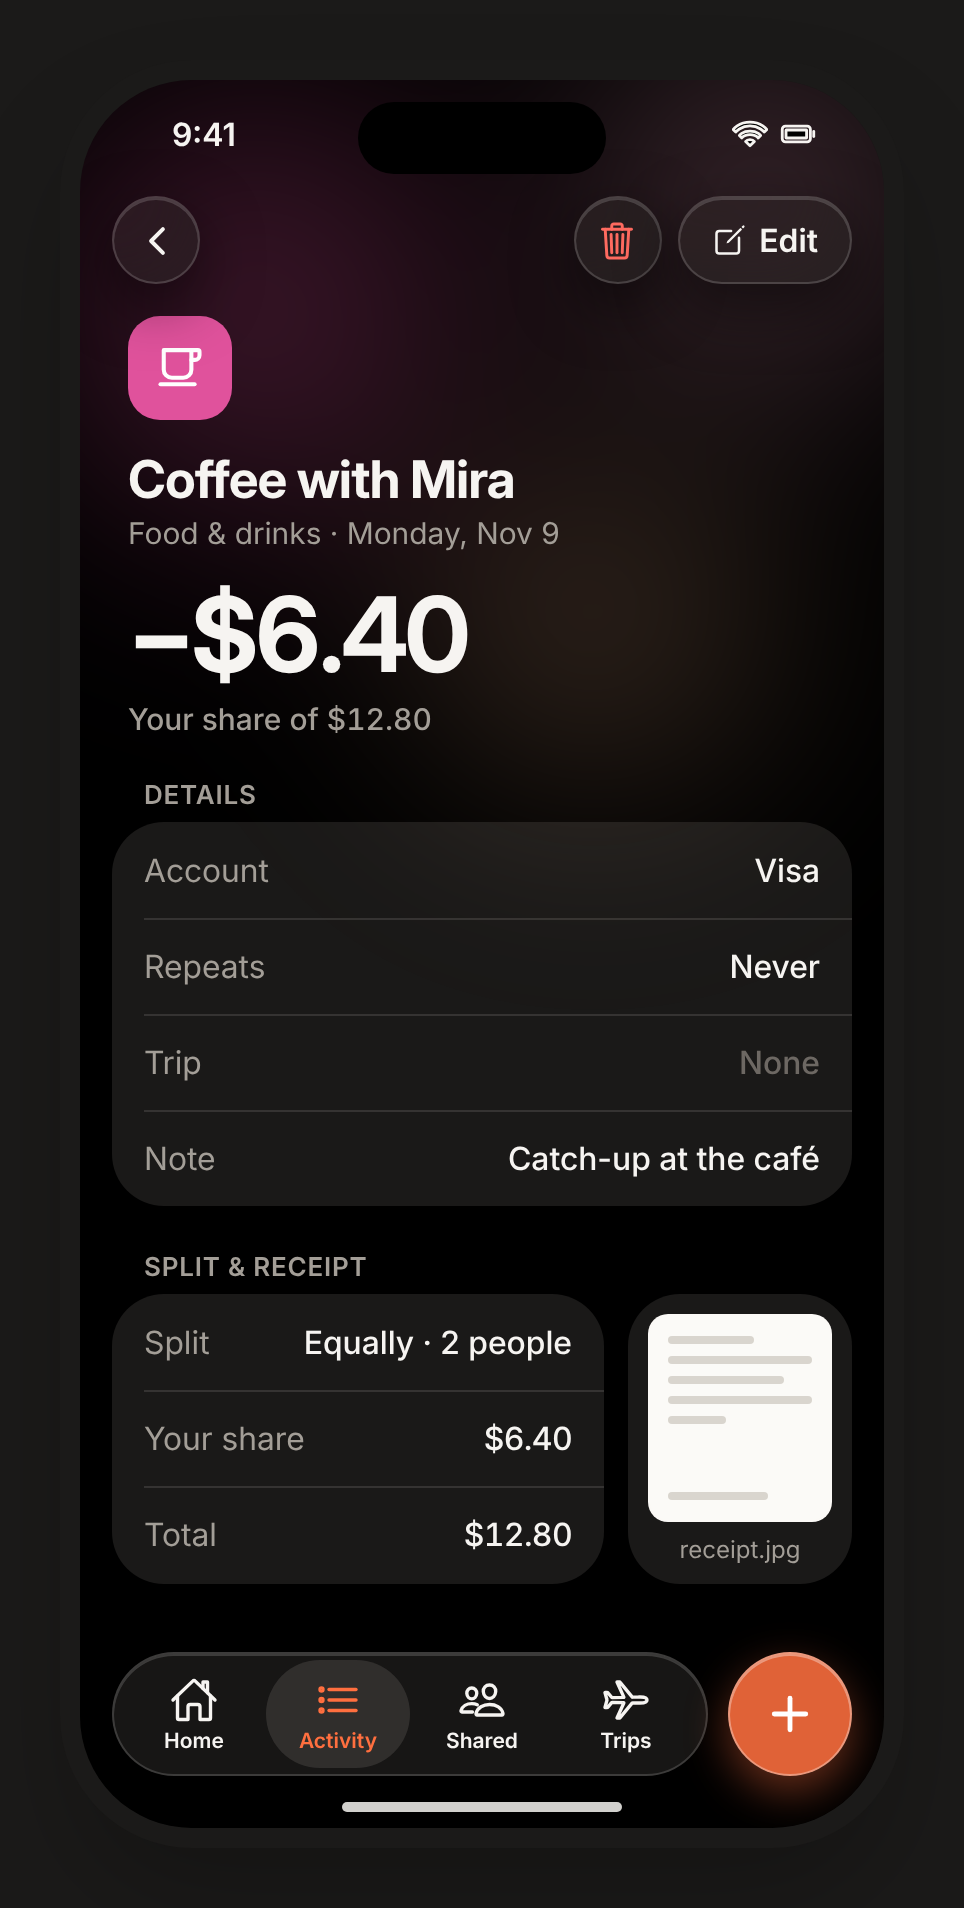 9:41
Edit
Coffee with Mira
Food & drinks · Monday, Nov 9
−$6.40
Your share of $12.80
DETAILS
Account Visa
Repeats Never
Trip None
Note Catch-up at the café
SPLIT & RECEIPT
Split Equally · 2 people
Your share $6.40
Total $12.80
receipt.jpg
Home Activity Shared Trips